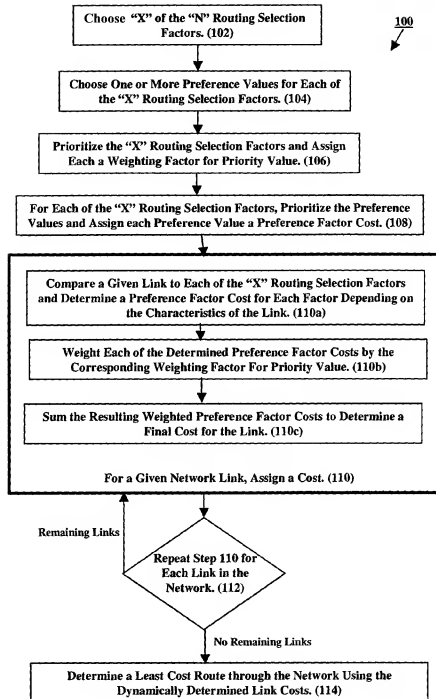 100
Choose “X” of the “N” Routing Selection
Factors. (102)
Choose One or More Preference Values for Each of
the “X” Routing Selection Factors. (104)
Prioritize the “X” Routing Selection Factors and Assign
Each a Weighting Factor for Priority Value. (106)
For Each of the “X” Routing Selection Factors, Prioritize the Preference
Values and Assign each Preference Value a Preference Factor Cost. (108)
Compare a Given Link to Each of the “X” Routing Selection Factors
and Determine a Preference Factor Cost for Each Factor Depending on
the Characteristics of the Link. (110a)
Weight Each of the Determined Preference Factor Costs by the
Corresponding Weighting Factor For Priority Value. (110b)
Sum the Resulting Weighted Preference Factor Costs to Determine a
Final Cost for the Link. (110c)
For a Given Network Link, Assign a Cost. (110)
Remaining Links
Repeat Step 110 for
Each Link in the
Network. (112)
No Remaining Links
Determine a Least Cost Route through the Network Using the
Dynamically Determined Link Costs. (114)